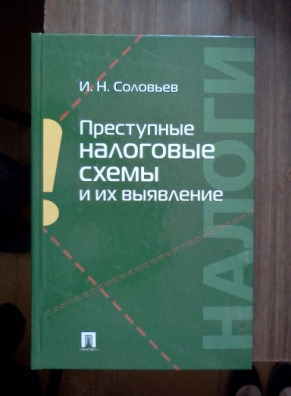 И. Н. Соловьев
Преступные
налоговые
схемы
и их выявление
!
НАЛОГИ